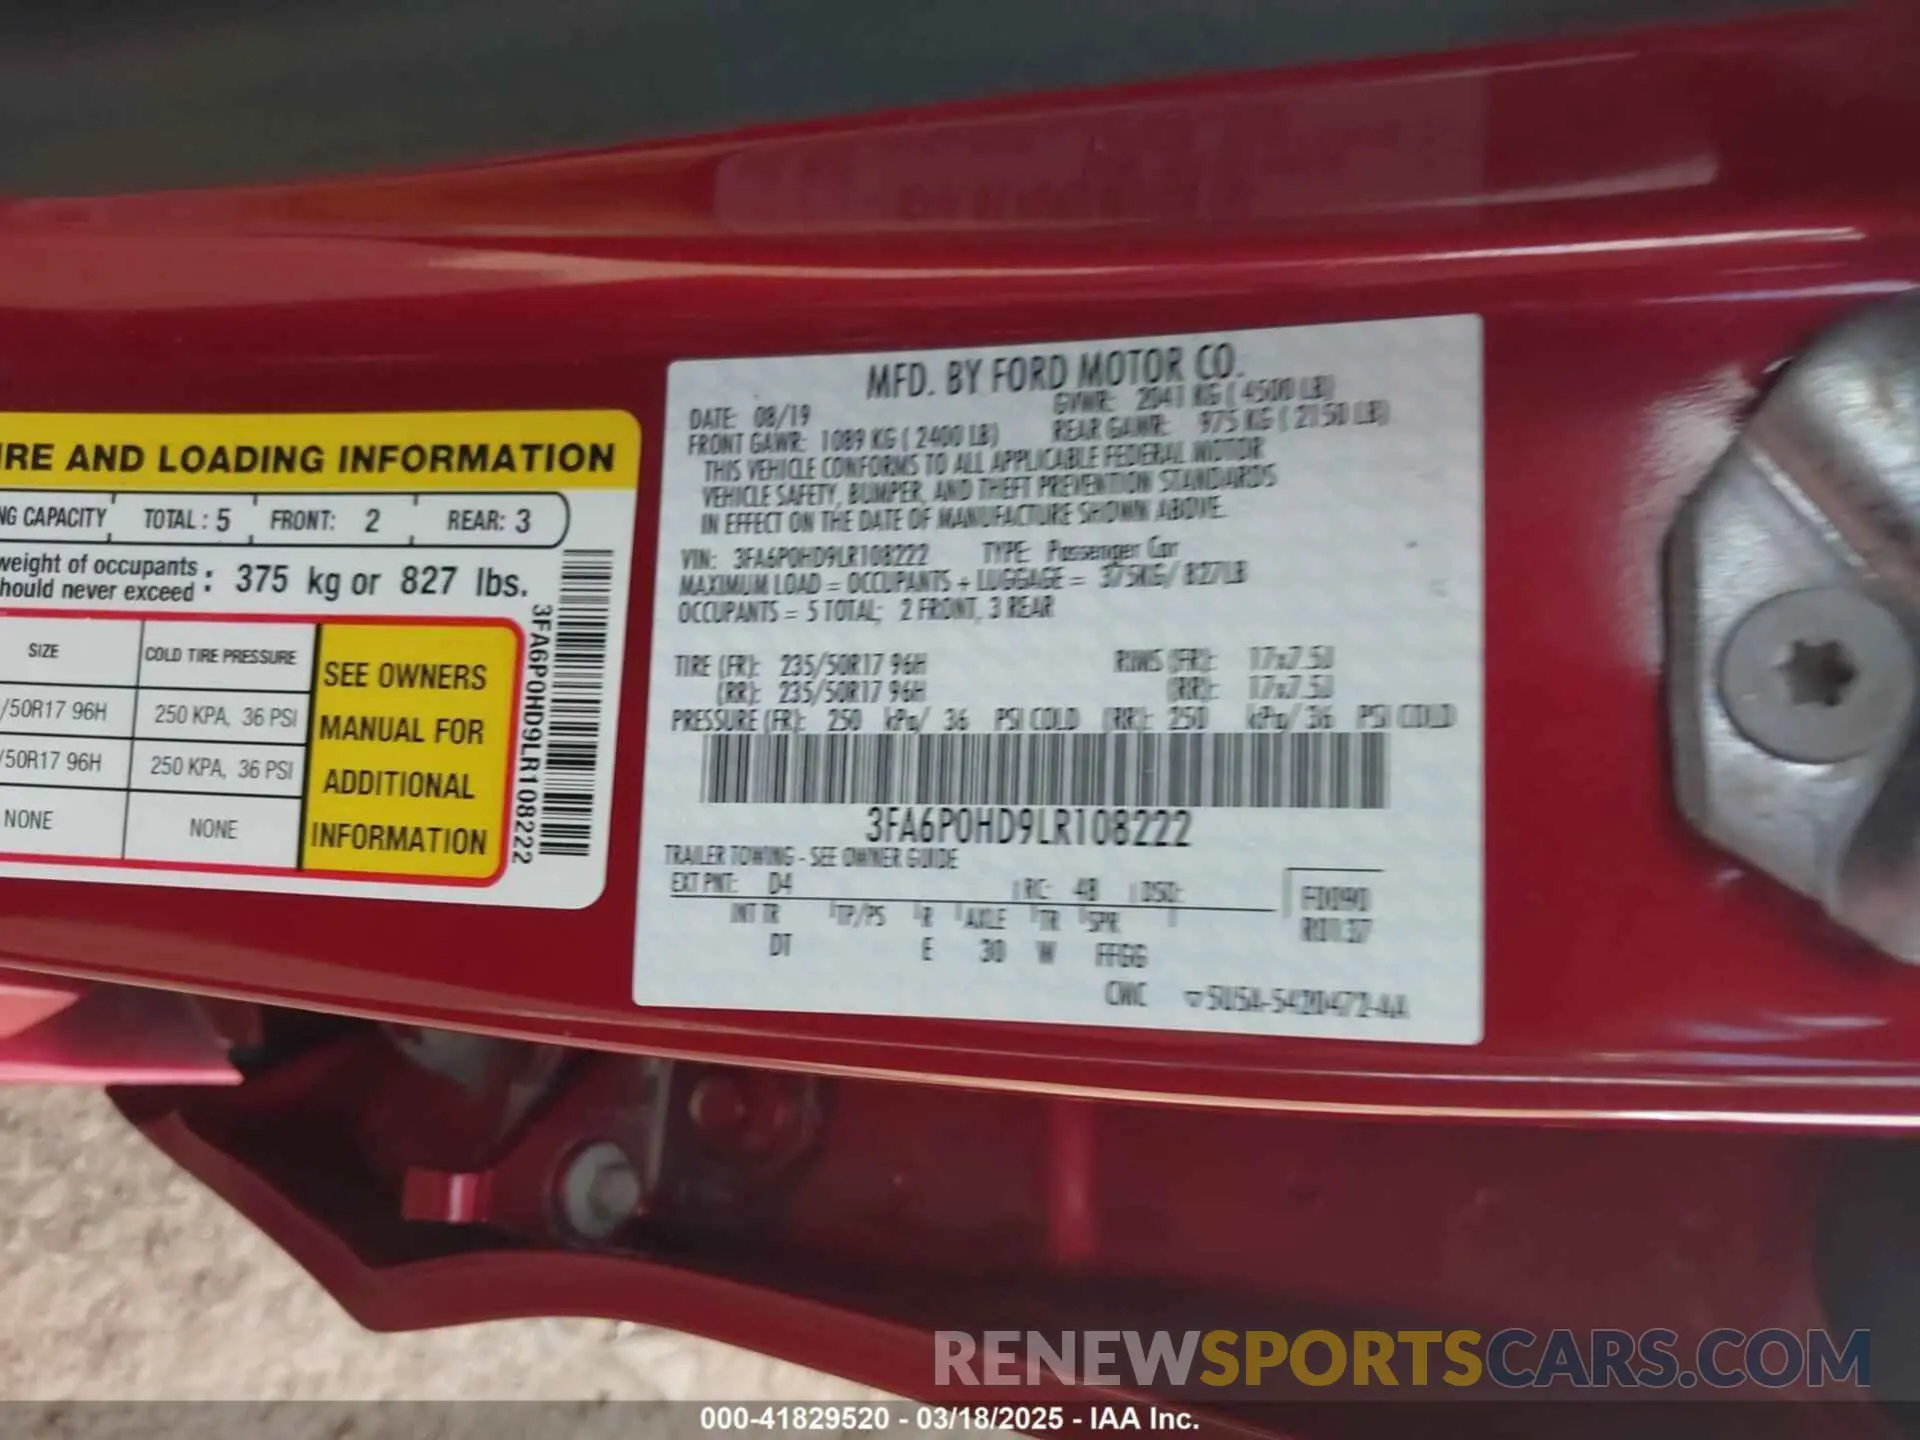 IRE AND LOADING INFORMATION
NG CAPACITY TOTAL : 5 FRONT: 2 REAR: 3
weight of occupants
hould never exceed : 375 kg or 827 lbs.
SIZE COLD TIRE PRESSURE
/50R17 96H 250 KPA, 36 PSI
/50R17 96H 250 KPA, 36 PSI
NONE NONE
SEE OWNERS
MANUAL FOR
ADDITIONAL
INFORMATION
3FA6P0HD9LR108222
MFD. BY FORD MOTOR CO.
DATE: 08/19 GVWR: 2041 KG ( 4500 LB)
FRONT GAWR: 1089 KG ( 2400 LB) REAR GAWR: 975 KG ( 2150 LB)
THIS VEHICLE CONFORMS TO ALL APPLICABLE FEDERAL MOTOR
VEHICLE SAFETY, BUMPER, AND THEFT PREVENTION STANDARDS
IN EFFECT ON THE DATE OF MANUFACTURE SHOWN ABOVE.
VIN: 3FA6P0HD9LR108222 TYPE: Passenger Car
MAXIMUM LOAD = OCCUPANTS + LUGGAGE = 375KG/ 827LB
OCCUPANTS = 5 TOTAL; 2 FRONT, 3 REAR
TIRE (FR): 235/50R17 96H RIMS (FR): 17x7.5J
(RR): 235/50R17 96H (RR): 17x7.5J
PRESSURE (FR): 250 kPa/ 36 PSI COLD (RR): 250 kPa/ 36 PSI COLD
3FA6P0HD9LR108222
TRAILER TOWING - SEE OWNER GUIDE
EXT PNT: D4 RC: 48 DSO:
INT TR TP/PS R AXLE TR SPR
DT E 30 W FFGG
CWC
RENEWSPORTSCARS.COM
000-41829520 - 03/18/2025 - IAA Inc.